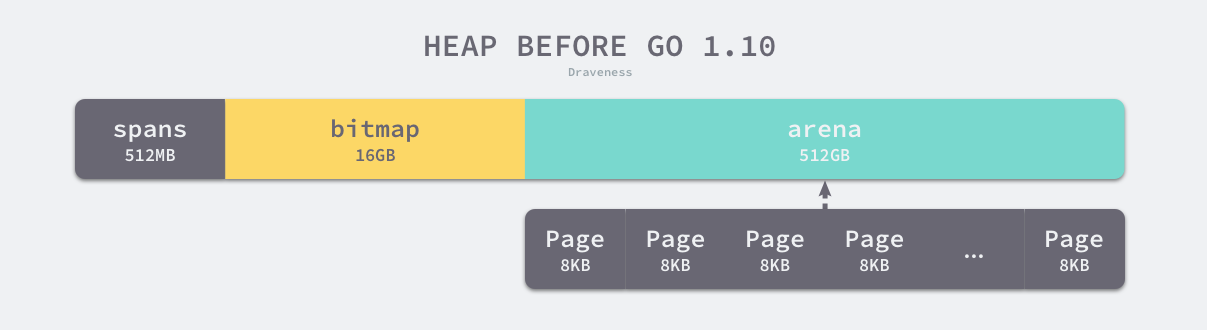 HEAP BEFORE GO 1.10
Draveness
spans bitmap arena
512MB 16GB 512GB
Page Page Page Page ... Page
8KB 8KB 8KB 8KB 8KB